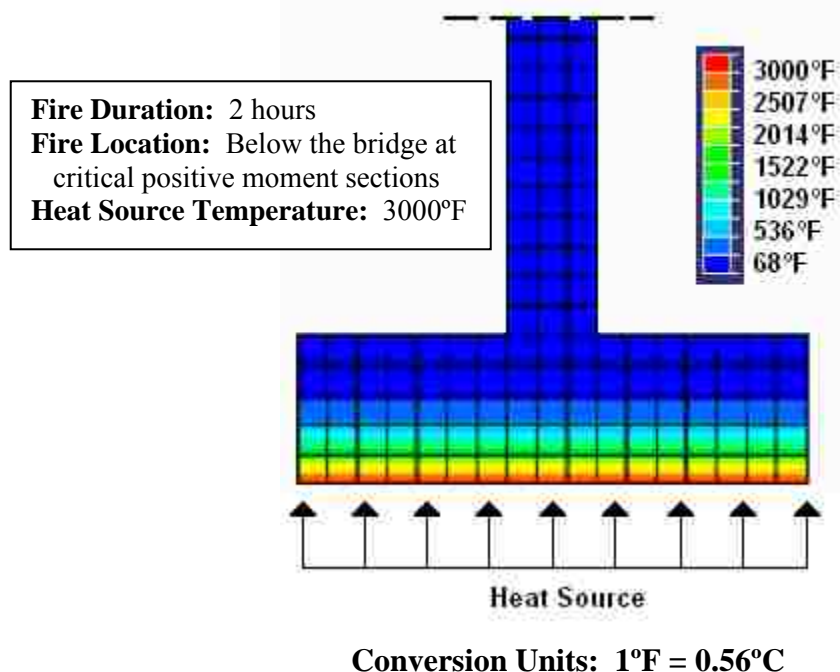 Fire Duration: 2 hours
Fire Location: Below the bridge at
critical positive moment sections
Heat Source Temperature: 3000ºF
3000°F
2507°F
2014°F
1522°F
1029°F
536°F
68°F
Heat Source
Conversion Units: 1ºF = 0.56ºC